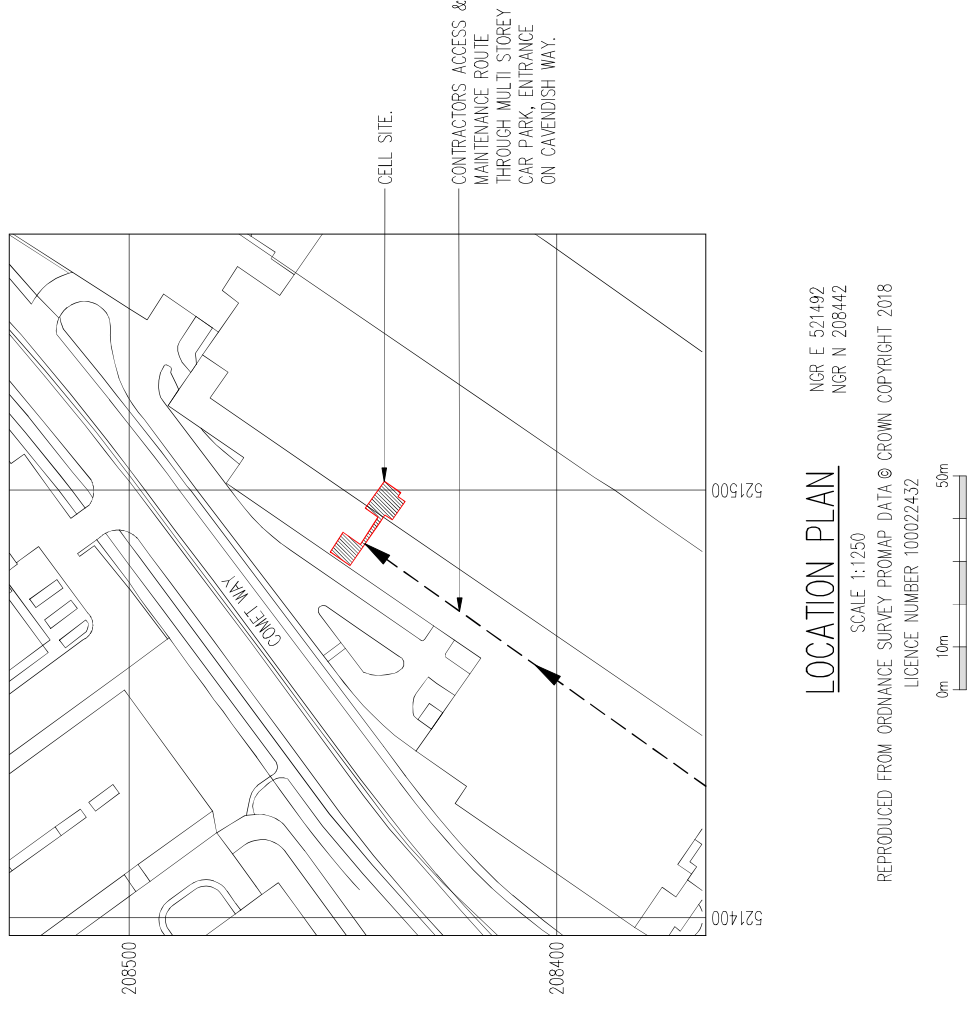 CELL SITE.
CONTRACTORS ACCESS &
MAINTENANCE ROUTE
THROUGH MULTI STOREY
CAR PARK, ENTRANCE
ON CAVENDISH WAY.
COMET WAY
208500
208400
521500
521400
NGR E 521492
NGR N 208442
LOCATION PLAN
SCALE 1:1250
REPRODUCED FROM ORDNANCE SURVEY PROMAP DATA © CROWN COPYRIGHT 2018
LICENCE NUMBER 100022432
0m 10m 50m